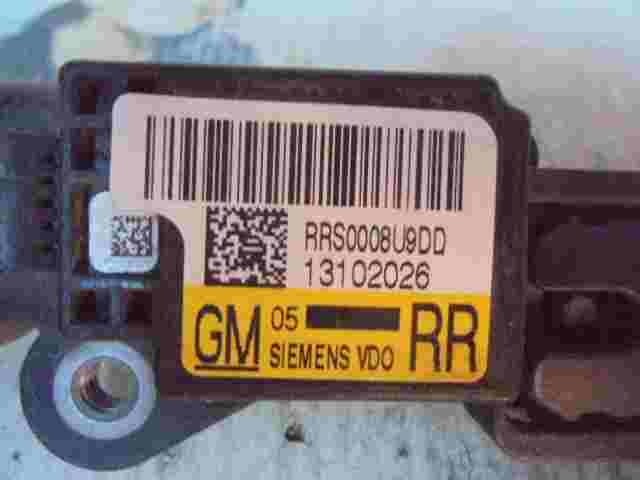 RRS0008U9DD
13102026
GM 05 RR
SIEMENS VDO